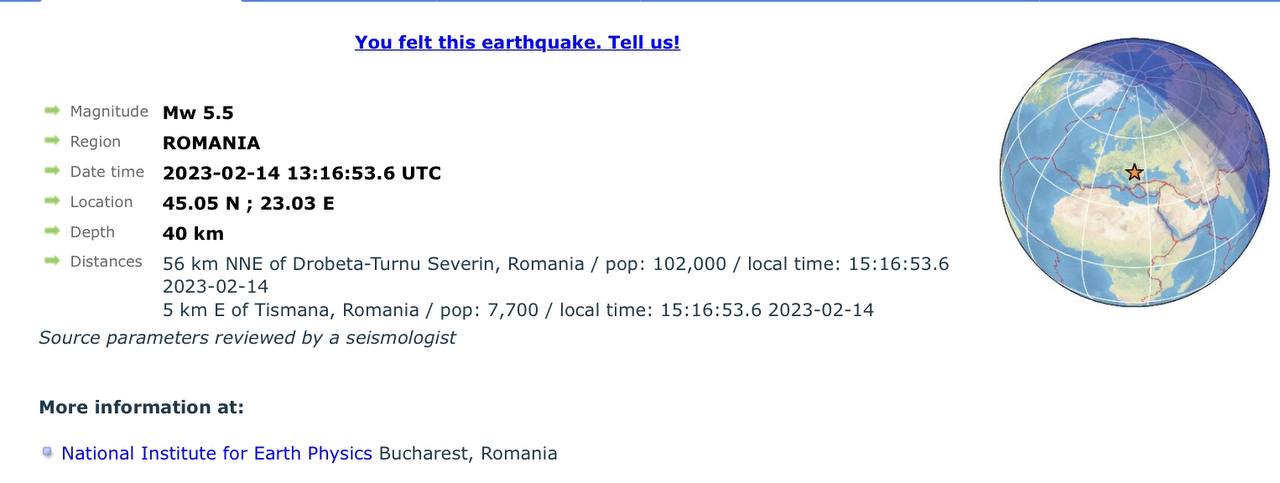 You felt this earthquake. Tell us!
Magnitude Mw 5.5
Region ROMANIA
Date time 2023-02-14 13:16:53.6 UTC
Location 45.05 N ; 23.03 E
Depth 40 km
Distances 56 km NNE of Drobeta-Turnu Severin, Romania / pop: 102,000 / local time: 15:16:53.6
2023-02-14
5 km E of Tismana, Romania / pop: 7,700 / local time: 15:16:53.6 2023-02-14
Source parameters reviewed by a seismologist
More information at:
National Institute for Earth Physics Bucharest, Romania